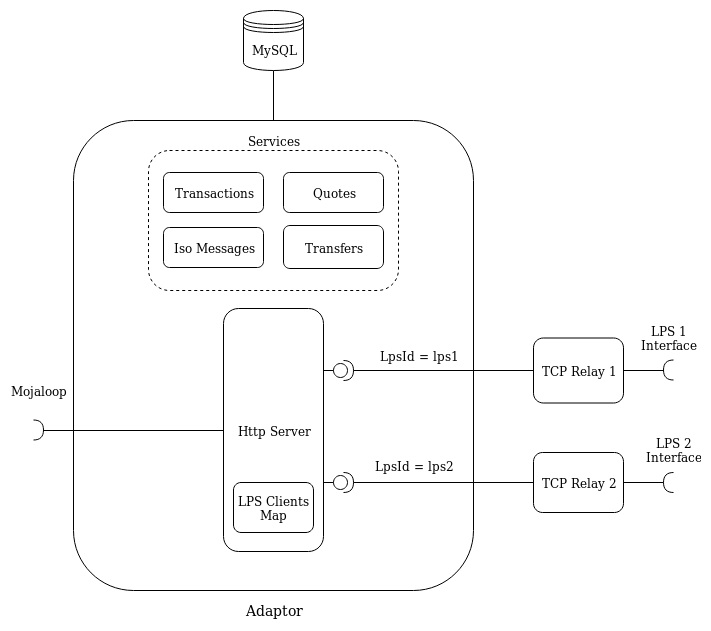 MySQL
Services
Transactions
Quotes
Iso Messages
Transfers
LPS 1
Interface
LpsId = lps1
TCP Relay 1
Mojaloop
Http Server
LPS 2
Interface
LpsId = lps2
TCP Relay 2
LPS Clients
Map
Adaptor